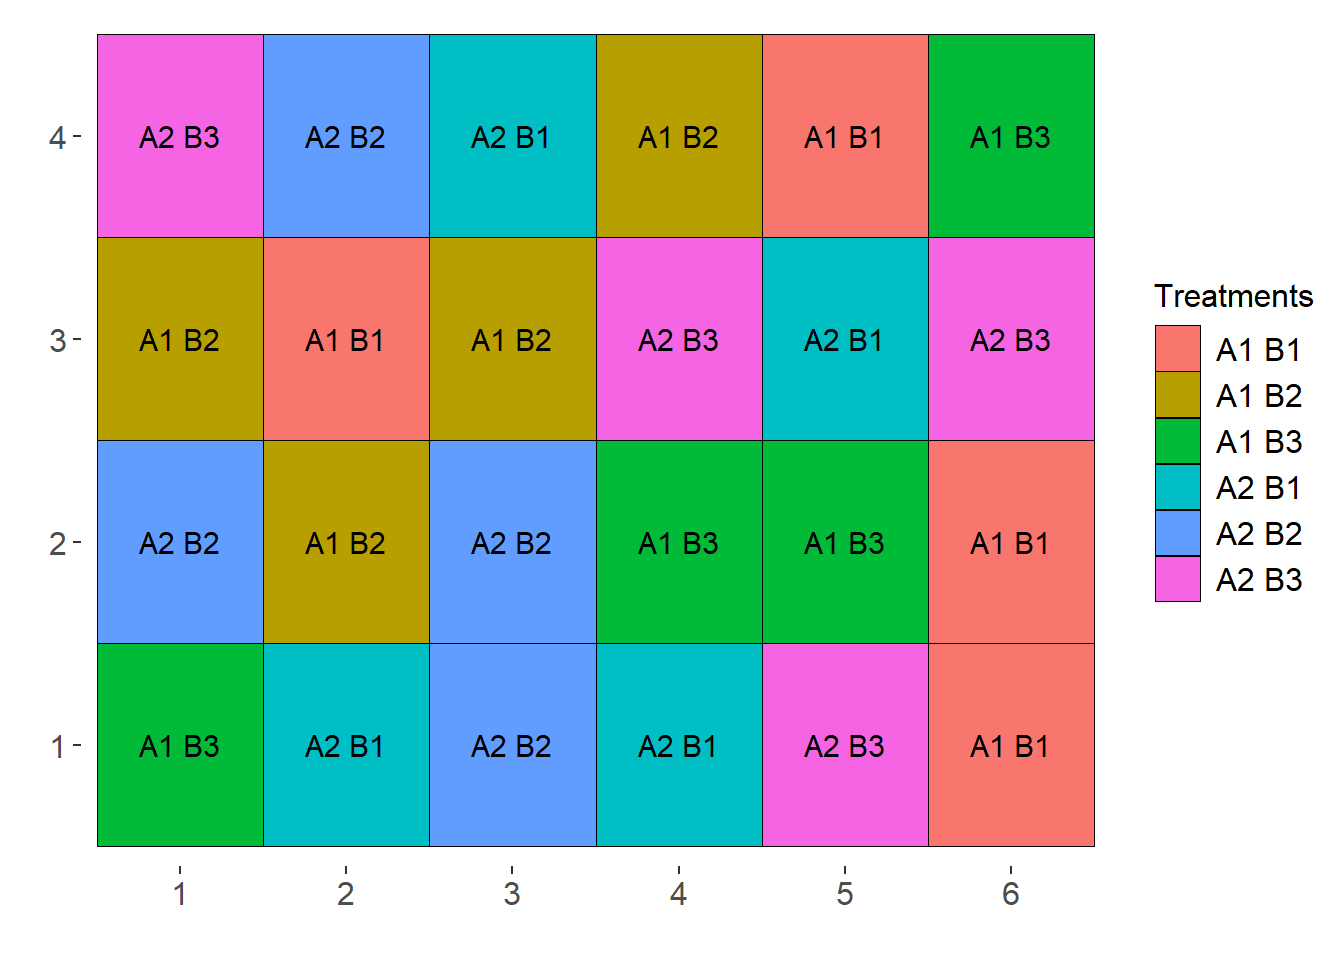 4 A2 B3 A2 B2 A2 B1 A1 B2 A1 B1 A1 B3
3 A1 B2 A1 B1 A1 B2 A2 B3 A2 B1 A2 B3
2 A2 B2 A1 B2 A2 B2 A1 B3 A1 B3 A1 B1
1 A1 B3 A2 B1 A2 B2 A2 B1 A2 B3 A1 B1
1 2 3 4 5 6
Treatments
A1 B1
A1 B2
A1 B3
A2 B1
A2 B2
A2 B3